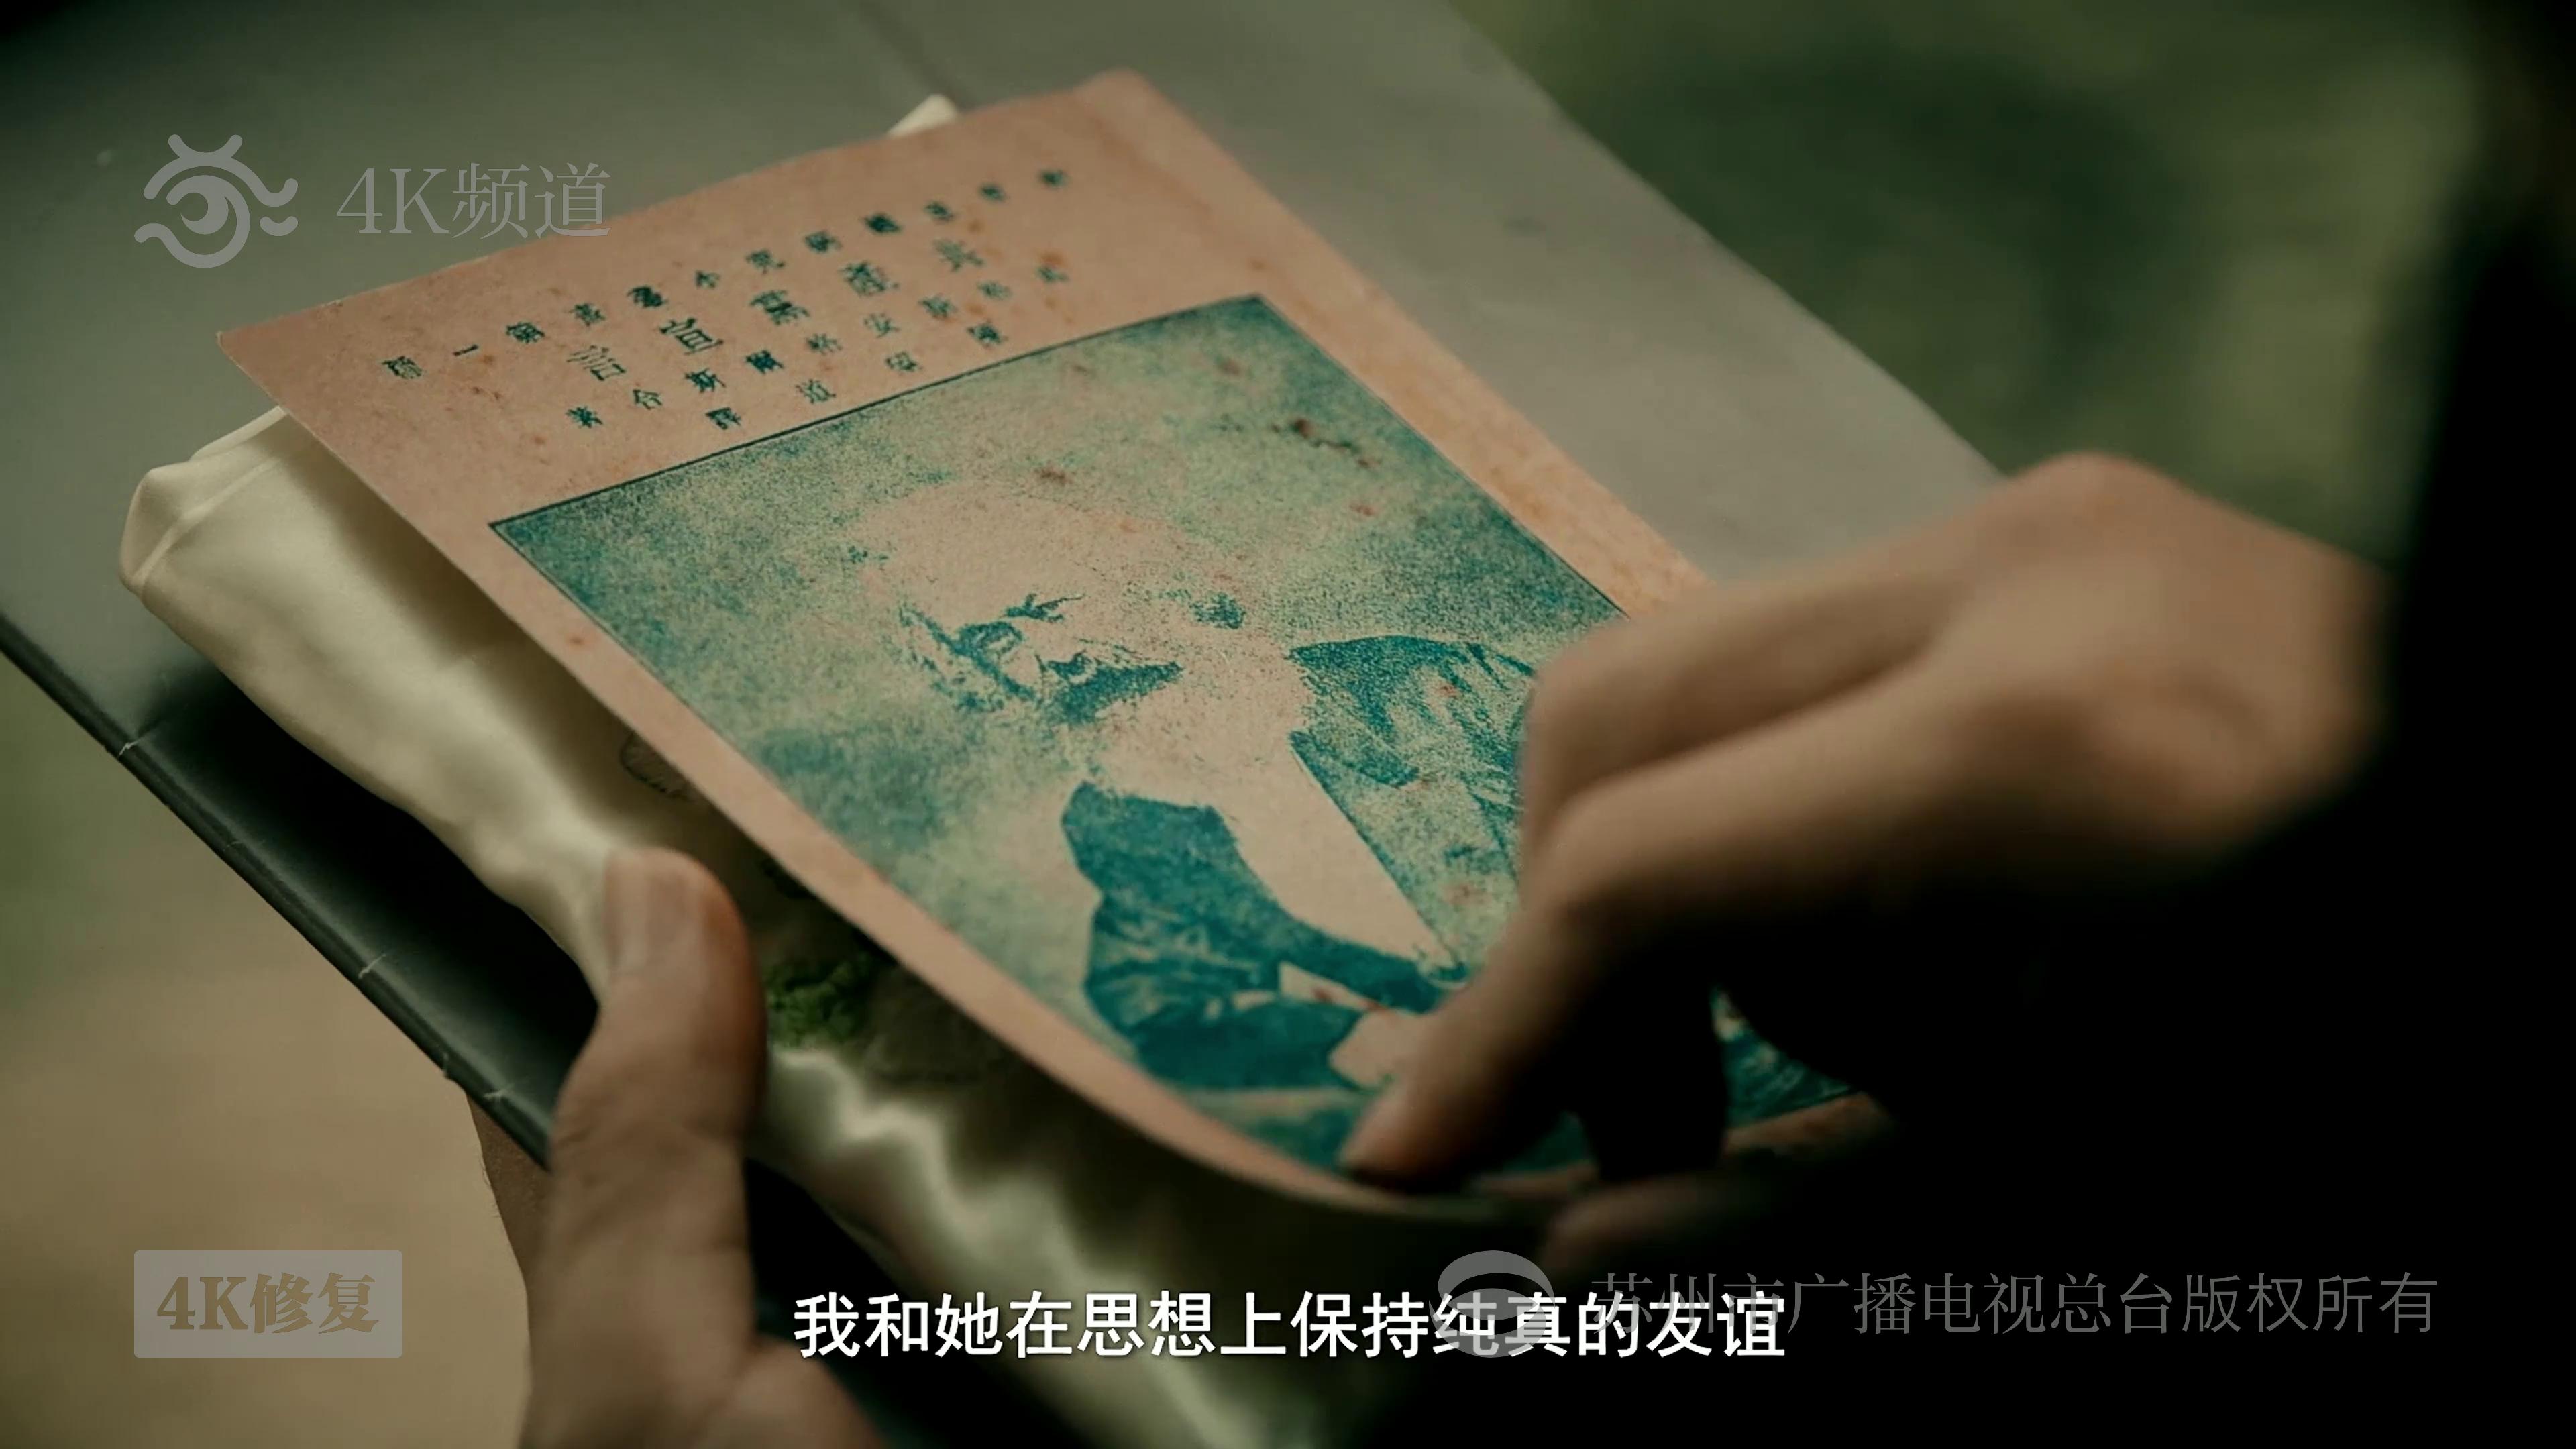 4K频道
社會主義研究小叢書第一種
共產黨宣言
馬格斯安格爾斯合著
陳望道譯
4K修复
苏州市广播电视总台版权所有
我和她在思想上保持纯真的友谊